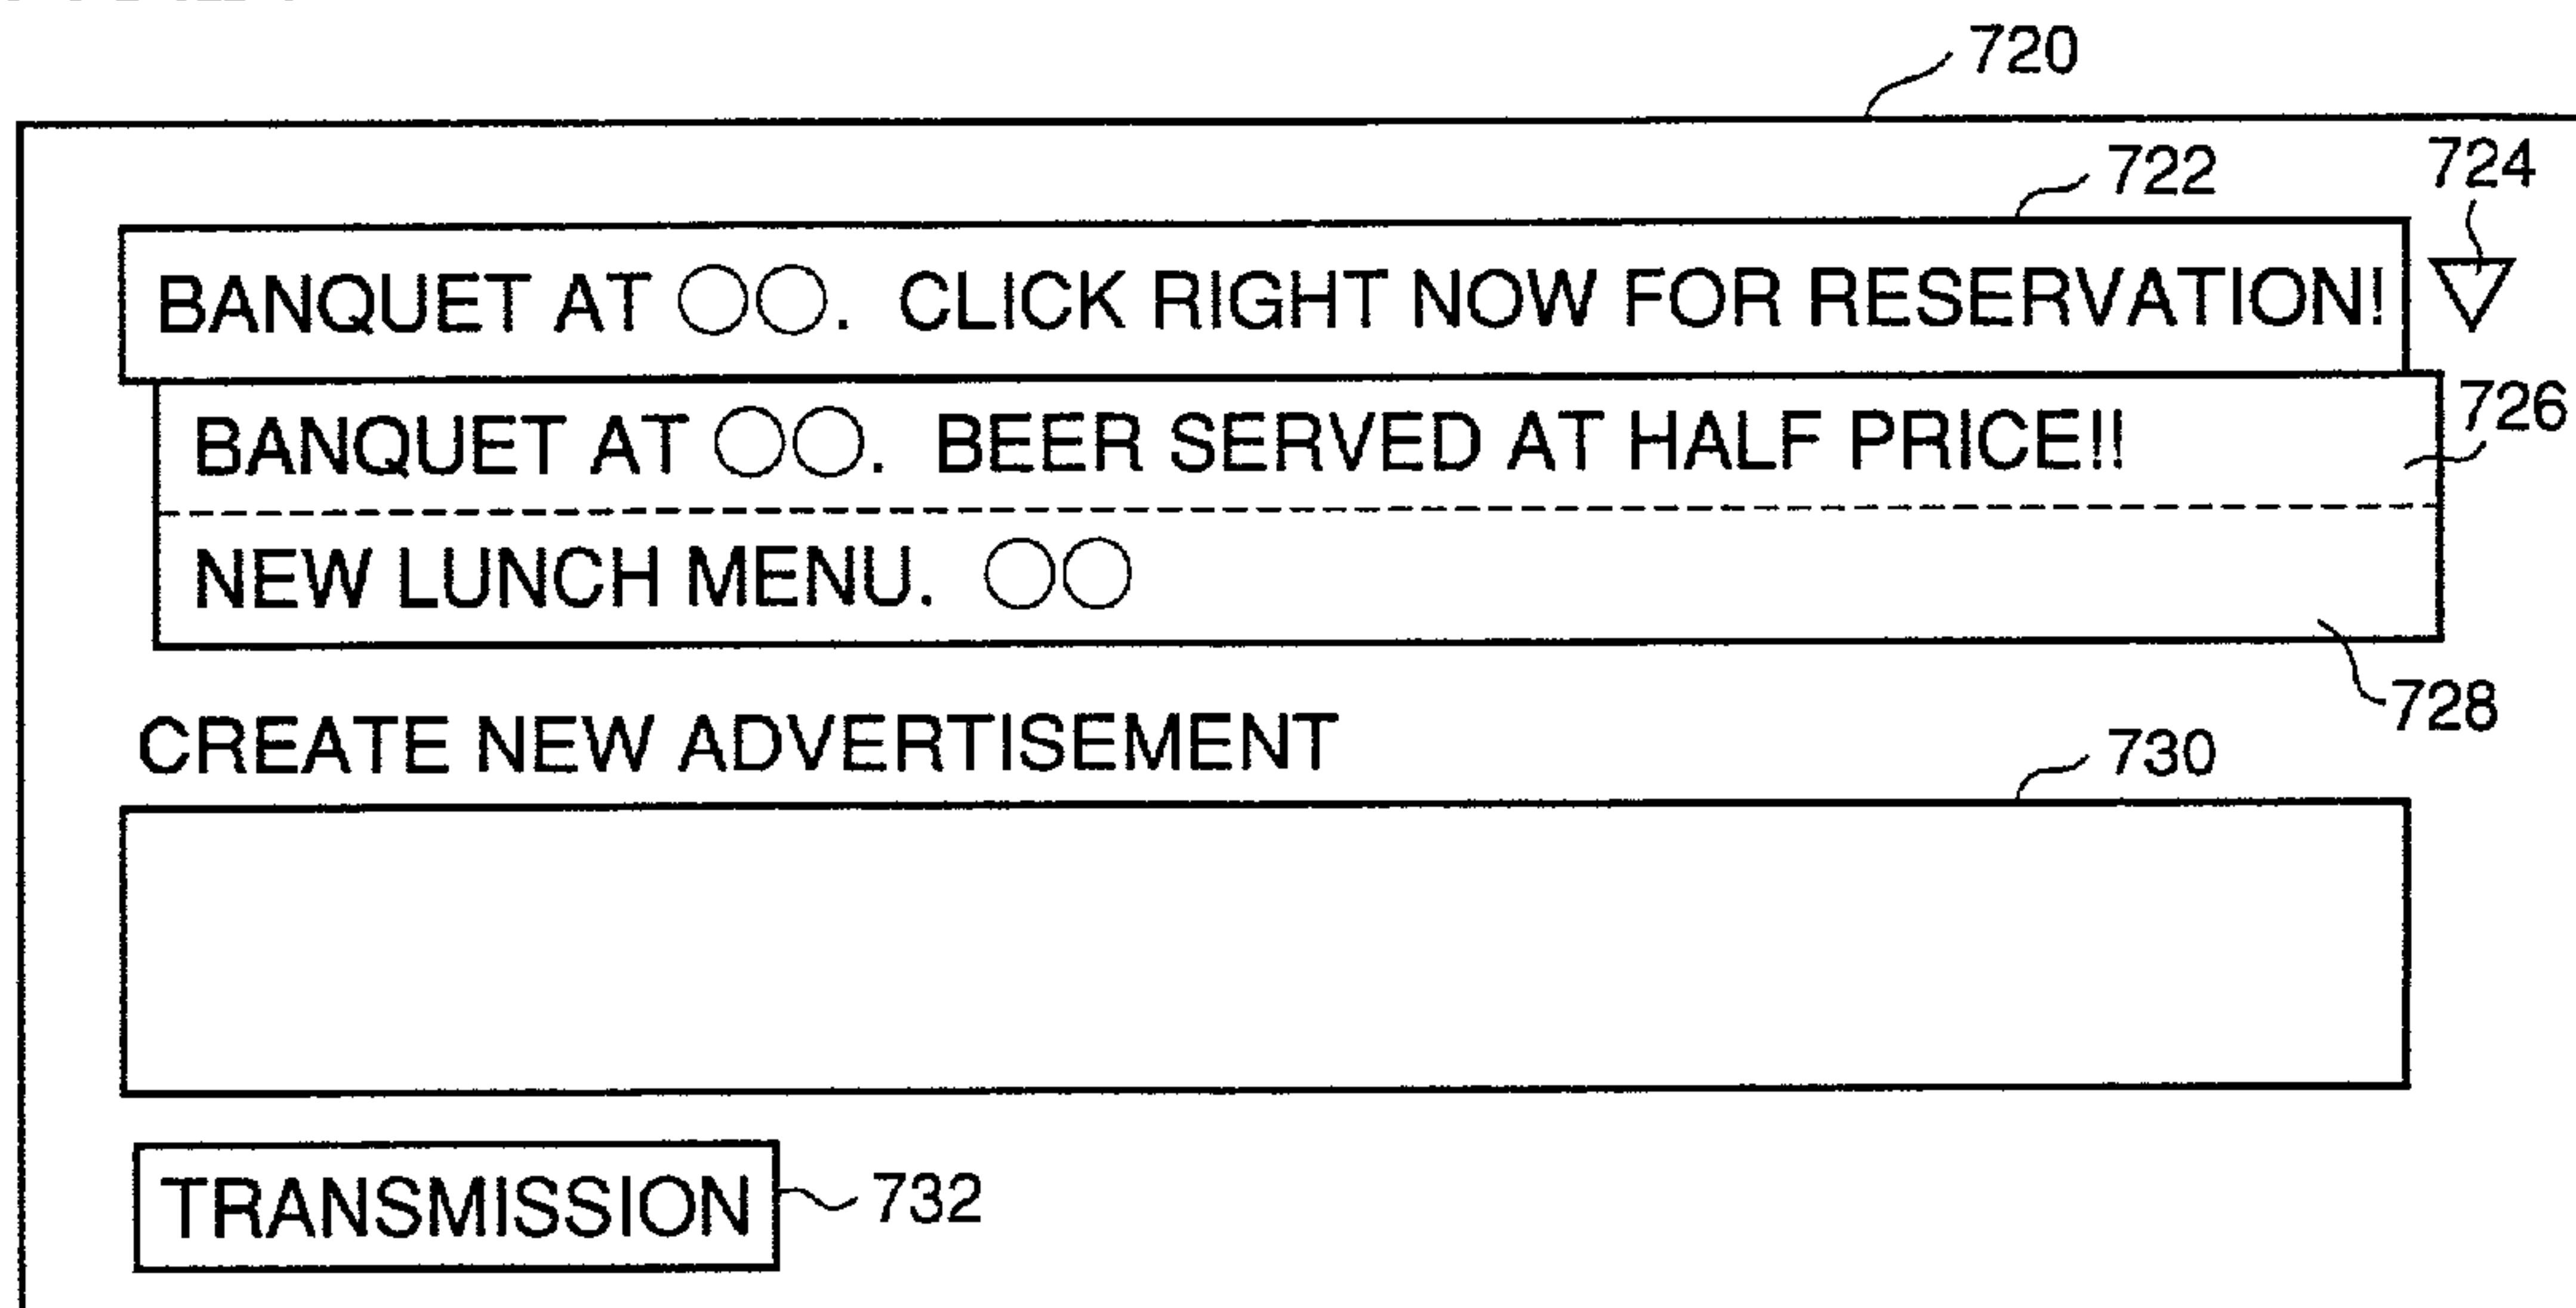 720
722
724
BANQUET AT ○○. CLICK RIGHT NOW FOR RESERVATION!
BANQUET AT ○○. BEER SERVED AT HALF PRICE!!
726
NEW LUNCH MENU. ○○
728
CREATE NEW ADVERTISEMENT
730
TRANSMISSION
732